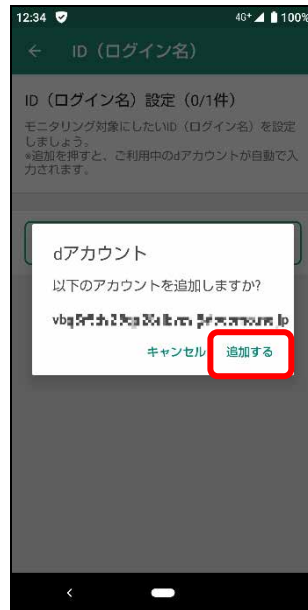 12:34 4G+ 100%
ID（ログイン名）
ID（ログイン名）設定（0/1件）
モニタリング対象にしたいID（ログイン名）を設定
しましょう。
※追加を押すと、ご利用中のdアカウントが自動で入
力されます。
dアカウント
以下のアカウントを追加しますか?
キャンセル 追加する